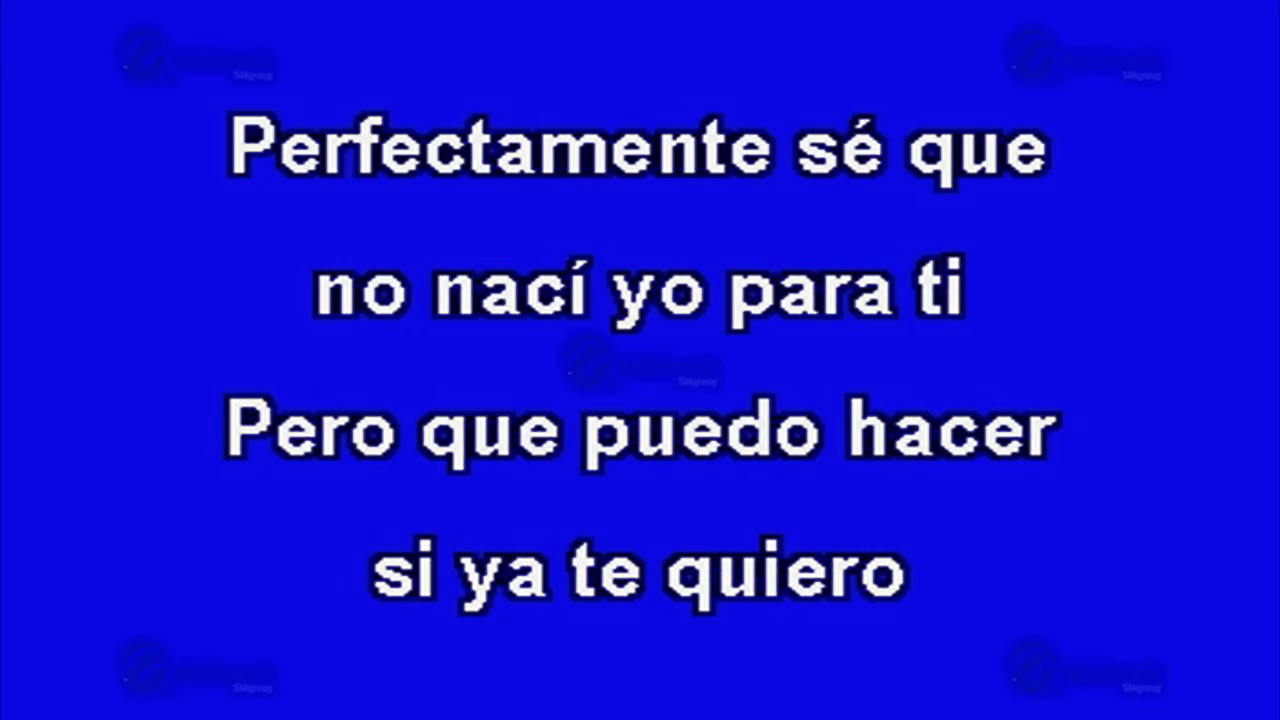 Perfectamente sé que
no nací yo para ti
Pero que puedo hacer
si ya te quiero